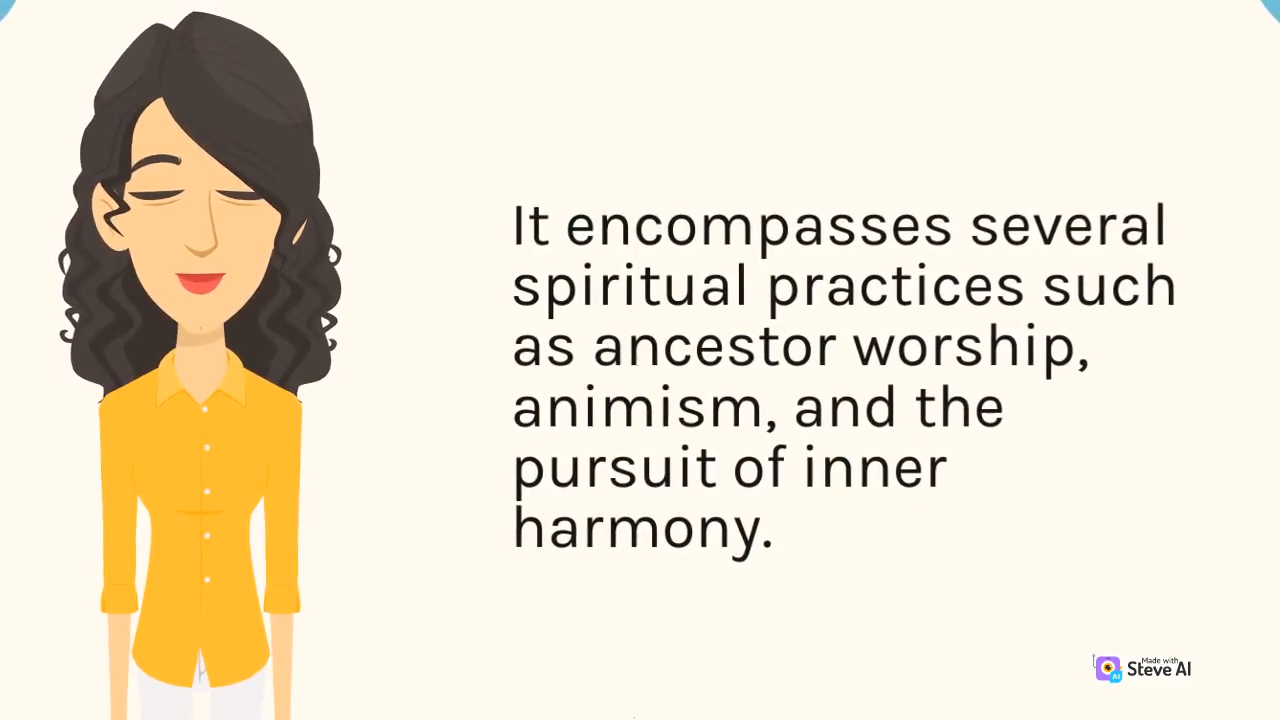 It encompasses several
spiritual practices such
as ancestor worship,
animism, and the
pursuit of inner
harmony.
Made with
Steve AI
AI